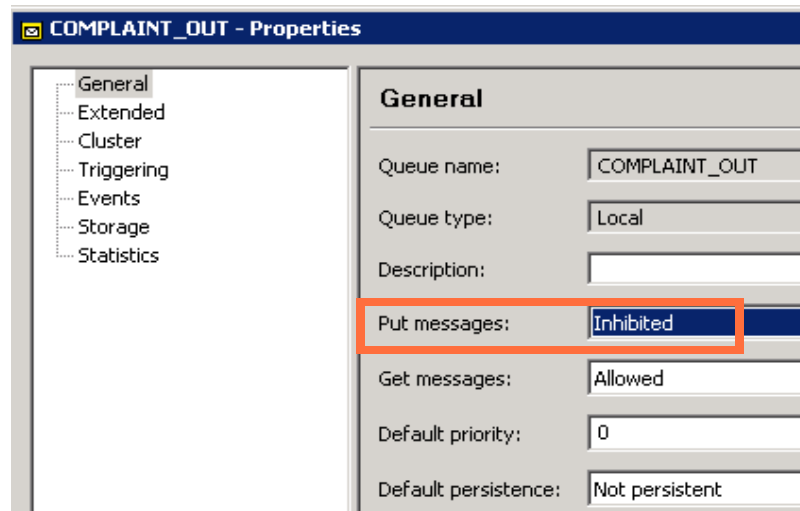 COMPLAINT_OUT - Properties
General
Extended
Cluster
Triggering
Events
Storage
Statistics
General
Queue name: COMPLAINT_OUT
Queue type: Local
Description:
Put messages: Inhibited
Get messages: Allowed
Default priority: 0
Default persistence: Not persistent